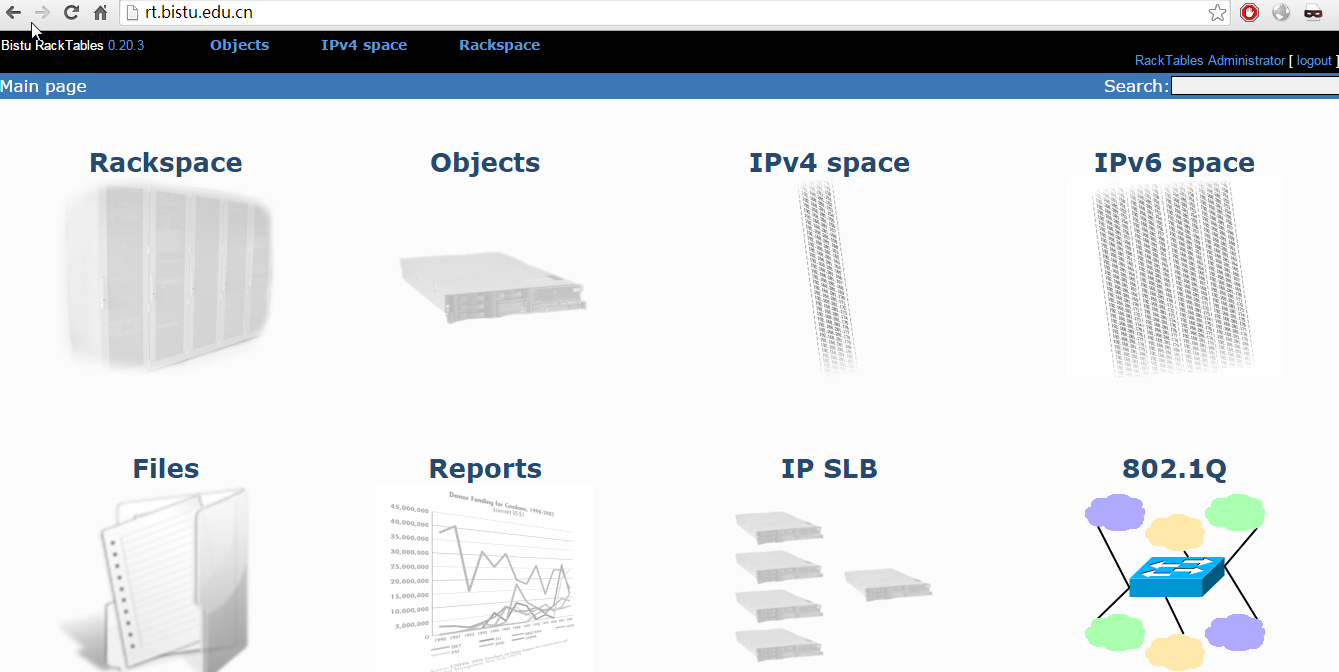 rt.bistu.edu.cn
Bistu RackTables 0.20.3
Objects IPv4 space Rackspace
RackTables Administrator [ logout ]
Main page Search:
Rackspace Objects IPv4 space IPv6 space
Files Reports IP SLB 802.1Q
Donor Funding for Condoms, 1990-2002
45,000,000
40,000,000
35,000,000
30,000,000
25,000,000
20,000,000
15,000,000
10,000,000
5,000,000
0